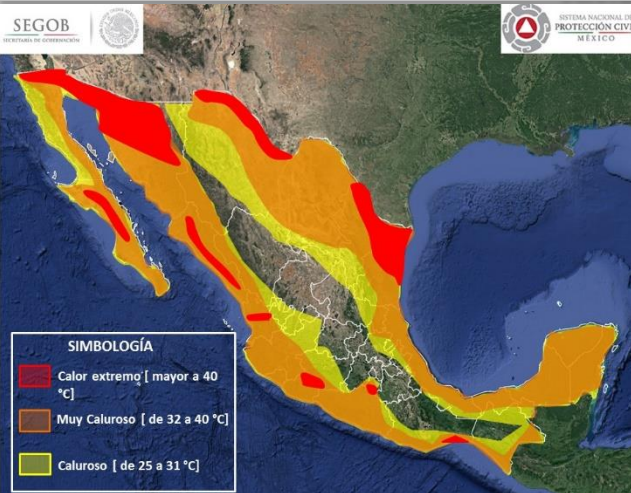 SEGOB
SECRETARÍA DE GOBERNACIÓN
SISTEMA NACIONAL DE
PROTECCIÓN CIVI
MÉXICO
SIMBOLOGÍA
Calor extremo [ mayor a 40
°C]
Muy Caluroso [ de 32 a 40 °C]
Caluroso [ de 25 a 31 °C]